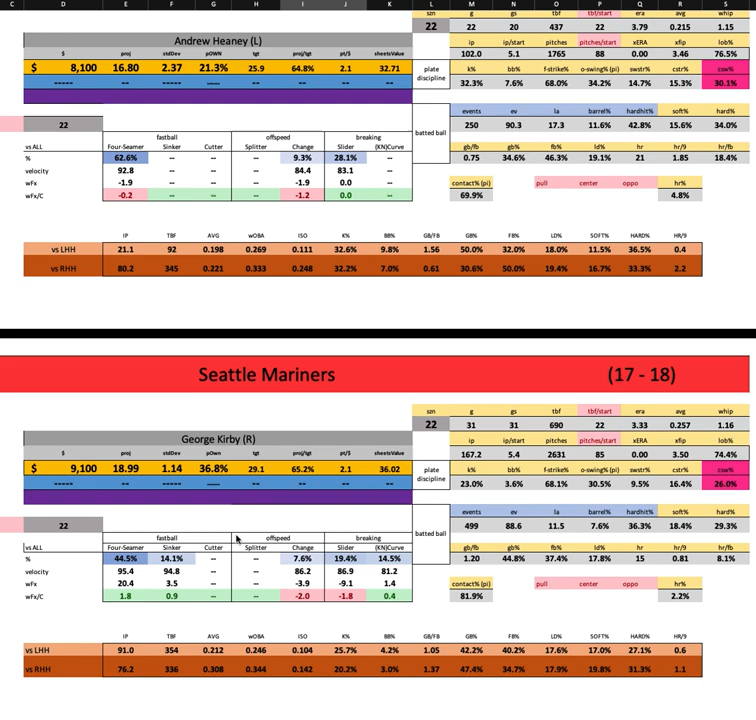 C D E F G H I J K L M N O P Q R S
szn g gs tbf tbf/start era avg whip
22 22 20 437 22 3.79 0.215 1.15
Andrew Heaney (L) ip ip/start pitches pitches/start xERA xfip lob%
102.0 5.1 1765 88 0.00 3.46 76.5%
$ proj stdDev pOWN tgt proj/tgt pt/$ sheetsValue
$ 8,100 16.80 2.37 21.3% 25.9 64.8% 2.1 32.71
plate discipline k% bb% f-strike% o-swing% (pi) swstr% cstr% csw%
----- -- -- ----- -- -- -- -- 32.3% 7.6% 68.0% 34.2% 14.7% 15.3% 30.1%
events ev la barrel% hardhit% soft% hard%
22 batted ball 250 90.3 17.3 11.6% 42.8% 15.6% 34.0%
fastball offspeed breaking
vs ALL Four-Seamer Sinker Cutter Splitter Change Slider (KN)Curve gb/fb gb% fb% ld% hr hr/9 hr/fb
% 62.6% -- -- -- 9.3% 28.1% -- 0.75 34.6% 46.3% 19.1% 21 1.85 18.4%
velocity 92.8 84.4 83.1
wFx -1.9 -- -- -- -1.9 0.0 -- contact% (pi) pull center oppo hr%
wFx/C -0.2 -- -- -- -1.2 0.0 -- 69.9% 4.8%
IP TBF AVG wOBA ISO K% BB% GB/FB GB% FB% LD% SOFT% HARD% HR/9
vs LHH 21.1 92 0.198 0.269 0.111 32.6% 9.8% 1.56 50.0% 32.0% 18.0% 11.5% 36.5% 0.4
vs RHH 80.2 345 0.221 0.333 0.248 32.2% 7.0% 0.61 30.6% 50.0% 19.4% 16.7% 33.3% 2.2
Seattle Mariners (17 - 18)
szn g gs tbf tbf/start era avg whip
22 31 31 690 22 3.33 0.257 1.16
George Kirby (R) ip ip/start pitches pitches/start xERA xfip lob%
$ proj stdDev pOwn tgt proj/tgt pt/$ sheetsValue 167.2 5.4 2631 85 0.00 3.50 74.4%
$ 9,100 18.99 1.14 36.8% 29.1 65.2% 2.1 36.02
plate discipline k% bb% f-strike% o-swing% (pi) swstr% cstr% csw%
----- -- -- ----- -- -- -- -- 23.0% 3.6% 68.1% 30.5% 9.5% 16.4% 26.0%
events ev la barrel% hardhit% soft% hard%
22 batted ball 499 88.6 11.5 7.6% 36.3% 18.4% 29.3%
fastball offspeed breaking
vs ALL Four-Seamer Sinker Cutter Splitter Change Slider (KN)Curve gb/fb gb% fb% ld% hr hr/9 hr/fb
% 44.5% 14.1% -- -- 7.6% 19.4% 14.5% 1.20 44.8% 37.4% 17.8% 15 0.81 8.1%
velocity 95.4 94.8 86.2 86.9 81.2
wFx 20.4 3.5 -- -- -3.9 -9.1 1.4 contact% (pi) pull center oppo hr%
wFx/C 1.8 0.9 -- -- -2.0 -1.8 0.4 81.9% 2.2%
IP TBF AVG wOBA ISO K% BB% GB/FB GB% FB% LD% SOFT% HARD% HR/9
vs LHH 91.0 354 0.212 0.246 0.104 25.7% 4.2% 1.05 42.2% 40.2% 17.6% 17.0% 27.1% 0.6
vs RHH 76.2 336 0.308 0.344 0.142 20.2% 3.0% 1.37 47.4% 34.7% 17.9% 19.8% 31.3% 1.1